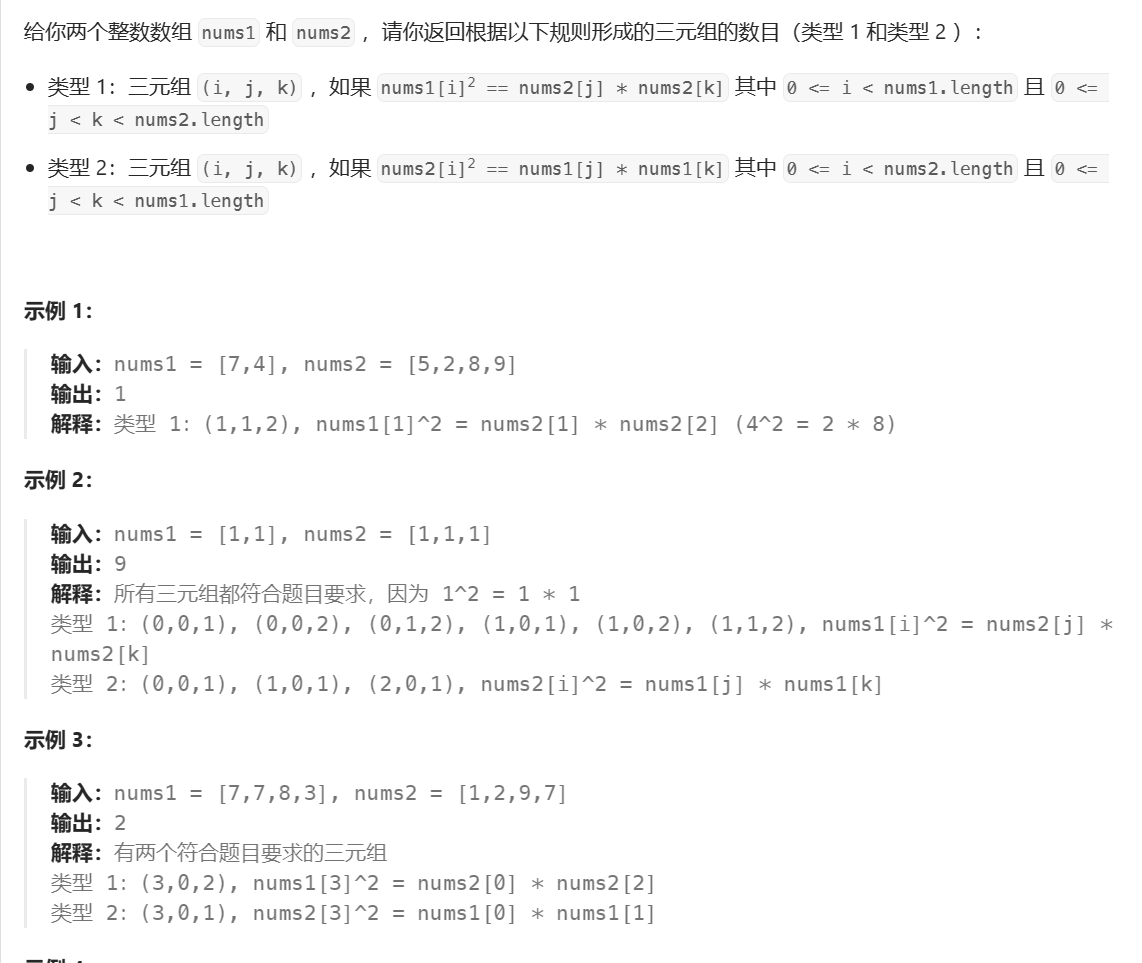 给你两个整数数组 nums1 和 nums2 ，请你返回根据以下规则形成的三元组的数目（类型 1 和类型 2 ）：
• 类型 1：三元组 (i, j, k) ，如果 nums1[i]² == nums2[j] * nums2[k] 其中 0 <= i < nums1.length 且 0 <=
j < k < nums2.length
• 类型 2：三元组 (i, j, k) ，如果 nums2[i]² == nums1[j] * nums1[k] 其中 0 <= i < nums2.length 且 0 <=
j < k < nums1.length
示例 1：
输入：nums1 = [7,4], nums2 = [5,2,8,9]
输出：1
解释：类型 1：(1,1,2), nums1[1]^2 = nums2[1] * nums2[2] (4^2 = 2 * 8)
示例 2：
输入：nums1 = [1,1], nums2 = [1,1,1]
输出：9
解释：所有三元组都符合题目要求，因为 1^2 = 1 * 1
类型 1：(0,0,1), (0,0,2), (0,1,2), (1,0,1), (1,0,2), (1,1,2), nums1[i]^2 = nums2[j] *
nums2[k]
类型 2：(0,0,1), (1,0,1), (2,0,1), nums2[i]^2 = nums1[j] * nums1[k]
示例 3：
输入：nums1 = [7,7,8,3], nums2 = [1,2,9,7]
输出：2
解释：有两个符合题目要求的三元组
类型 1：(3,0,2), nums1[3]^2 = nums2[0] * nums2[2]
类型 2：(3,0,1), nums2[3]^2 = nums1[0] * nums1[1]